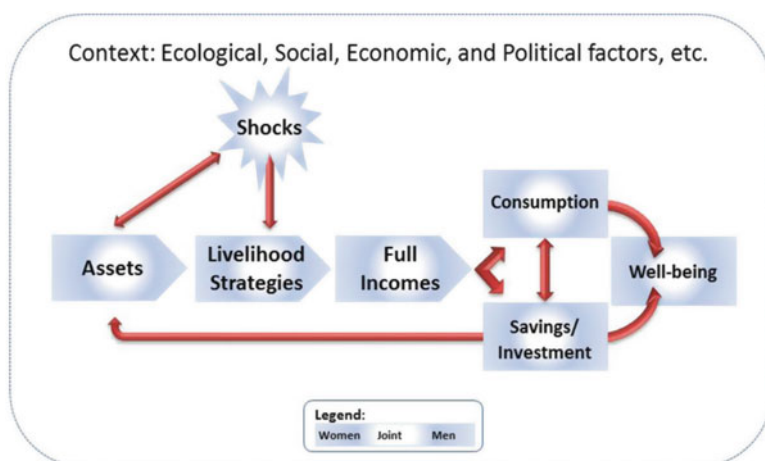 Context: Ecological, Social, Economic, and Political factors, etc.
Shocks
Consumption
Assets
Livelihood
Strategies
Full
Incomes
Well-being
Savings/
Investment
Legend:
Women Joint Men